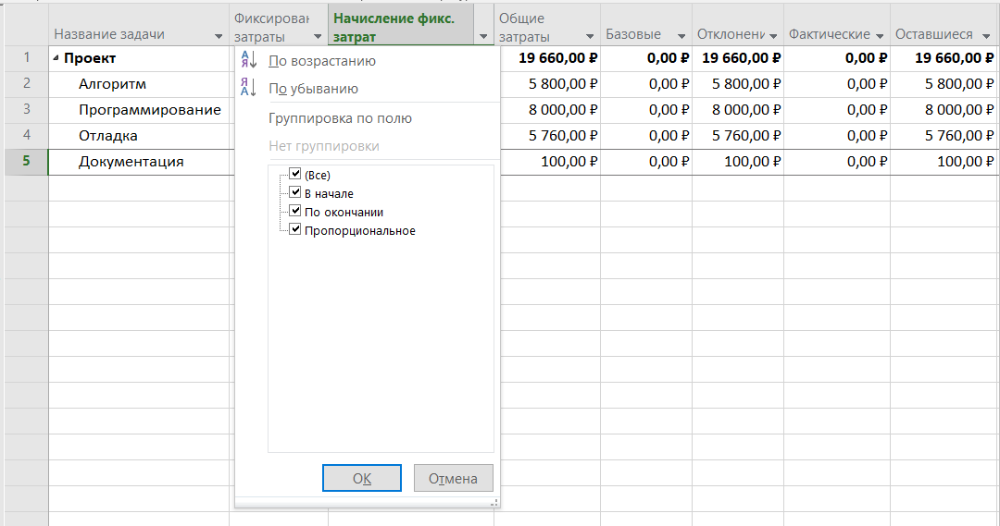 Название задачи
Фиксирован
затраты
Начисление фикс.
затрат
Общие
затраты
Базовые
Отклонени
Фактические
Оставшиеся
1 Проект 19 660,00 ₽ 0,00 ₽ 19 660,00 ₽ 0,00 ₽ 19 660,00 ₽
2 Алгоритм 5 800,00 ₽ 0,00 ₽ 5 800,00 ₽ 0,00 ₽ 5 800,00 ₽
3 Программирование 8 000,00 ₽ 0,00 ₽ 8 000,00 ₽ 0,00 ₽ 8 000,00 ₽
4 Отладка 5 760,00 ₽ 0,00 ₽ 5 760,00 ₽ 0,00 ₽ 5 760,00 ₽
5 Документация 100,00 ₽ 0,00 ₽ 100,00 ₽ 0,00 ₽ 100,00 ₽
По возрастанию
По убыванию
Группировка по полю
Нет группировки
(Все)
В начале
По окончании
Пропорциональное
ОК
Отмена